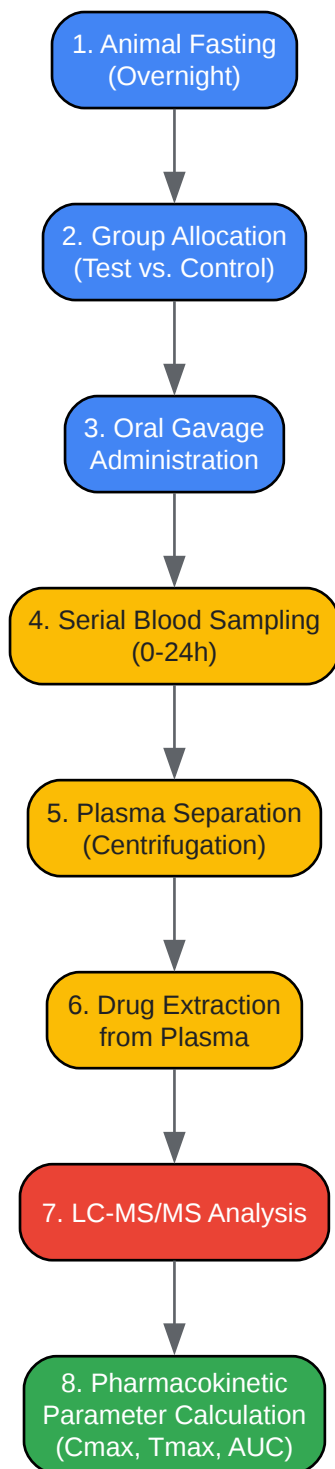 1. Animal Fasting
(Overnight)
2. Group Allocation
(Test vs. Control)
3. Oral Gavage
Administration
4. Serial Blood Sampling
(0-24h)
5. Plasma Separation
(Centrifugation)
6. Drug Extraction
from Plasma
7. LC-MS/MS Analysis
8. Pharmacokinetic
Parameter Calculation
(Cmax, Tmax, AUC)